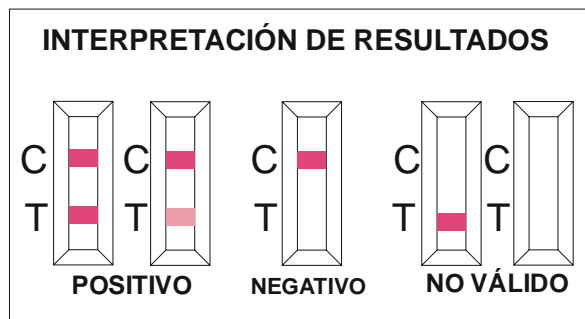 INTERPRETACIÓN DE RESULTADOS
C C C C C
T T T T T
POSITIVO NEGATIVO NO VÁLIDO